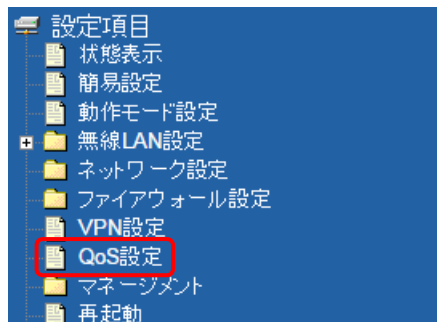 設定項目
状態表示
簡易設定
動作モード設定
無線LAN設定
ネットワーク設定
ファイアウォール設定
VPN設定
QoS設定
マネージメント
再起動